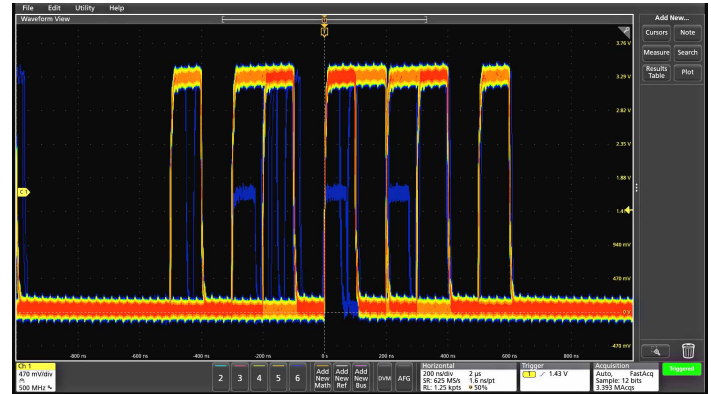 File Edit Utility Help
Waveform View
Add New...
Cursors Note
Measure Search
Results Table Plot
3.76 V
3.29 V
2.82 V
2.35 V
1.88 V
C1
940 mV
470 mV
0 V
-470 mV
-800 ns -600 ns -400 ns -200 ns 0 s 200 ns 400 ns 600 ns 800 ns
Ch 1
470 mV/div
500 MHz
2 3 4 5 6
Add New Math
Add New Ref
Add New Bus
DVM AFG
Horizontal
200 ns/div 2 µs
SR: 625 MS/s 1.6 ns/pt
RL: 1.25 kpts 50%
Trigger
1 1.43 V
Acquisition
Auto, FastAcq
Sample: 12 bits
3.393 MAcqs
Triggered